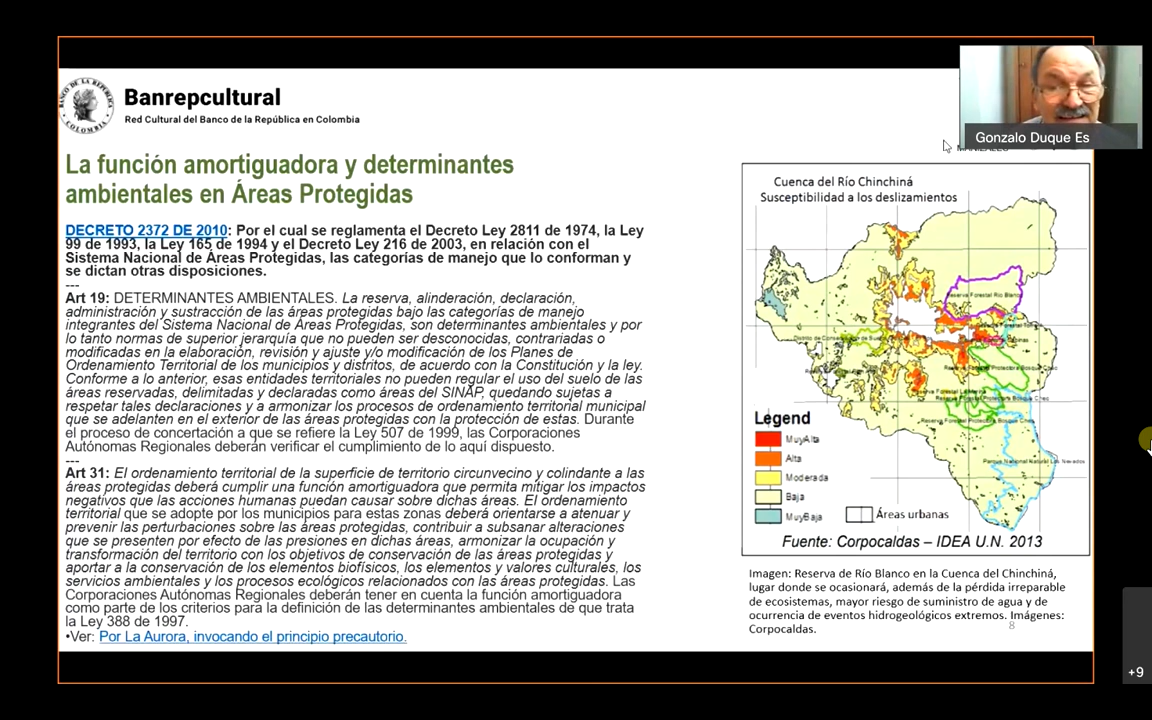 BANCO DE LA REPÚBLICA
COLOMBIA
Banrepcultural
Red Cultural del Banco de la República en Colombia
Gonzalo Duque Es
La función amortiguadora y determinantes
ambientales en Áreas Protegidas
DECRETO 2372 DE 2010: Por el cual se reglamenta el Decreto Ley 2811 de 1974, la Ley
99 de 1993, la Ley 165 de 1994 y el Decreto Ley 216 de 2003, en relación con el
Sistema Nacional de Áreas Protegidas, las categorías de manejo que lo conforman y
se dictan otras disposiciones.
---
Art 19: DETERMINANTES AMBIENTALES. La reserva, alinderación, declaración,
administración y sustracción de las áreas protegidas bajo las categorías de manejo
integrantes del Sistema Nacional de Áreas Protegidas, son determinantes ambientales y por
lo tanto normas de superior jerarquía que no pueden ser desconocidas, contrariadas o
modificadas en la elaboración, revisión y ajuste y/o modificación de los Planes de
Ordenamiento Territorial de los municipios y distritos, de acuerdo con la Constitución y la ley.
Conforme a lo anterior, esas entidades territoriales no pueden regular el uso del suelo de las
áreas reservadas, delimitadas y declaradas como áreas del SINAP, quedando sujetas a
respetar tales declaraciones y a armonizar los procesos de ordenamiento territorial municipal
que se adelanten en el exterior de las áreas protegidas con la protección de estas. Durante
el proceso de concertación a que se refiere la Ley 507 de 1999, las Corporaciones
Autónomas Regionales deberán verificar el cumplimiento de lo aquí dispuesto.
---
Art 31: El ordenamiento territorial de la superficie de territorio circunvecino y colindante a las
áreas protegidas deberá cumplir una función amortiguadora que permita mitigar los impactos
negativos que las acciones humanas puedan causar sobre dichas áreas. El ordenamiento
territorial que se adopte por los municipios para estas zonas deberá orientarse a atenuar y
prevenir las perturbaciones sobre las áreas protegidas, contribuir a subsanar alteraciones
que se presenten por efecto de las presiones en dichas áreas, armonizar la ocupación y
transformación del territorio con los objetivos de conservación de las áreas protegidas y
aportar a la conservación de los elementos biofísicos, los elementos y valores culturales, los
servicios ambientales y los procesos ecológicos relacionados con las áreas protegidas. Las
Corporaciones Autónomas Regionales deberán tener en cuenta la función amortiguadora
como parte de los criterios para la definición de las determinantes ambientales de que trata
la Ley 388 de 1997.
•Ver: Por La Aurora, invocando el principio precautorio.
Cuenca del Río Chinchiná
Susceptibilidad a los deslizamientos
Reserva Forestal Río Blanco
Legend
MuyAlta
Alta
Moderada
Baja
MuyBaja
Áreas urbanas
Fuente: Corpocaldas – IDEA U.N. 2013
Imagen: Reserva de Río Blanco en la Cuenca del Chinchiná,
lugar donde se ocasionará, además de la pérdida irreparable
de ecosistemas, mayor riesgo de suministro de agua y de
ocurrencia de eventos hidrogeológicos extremos. Imágenes:
Corpocaldas.
8
+9